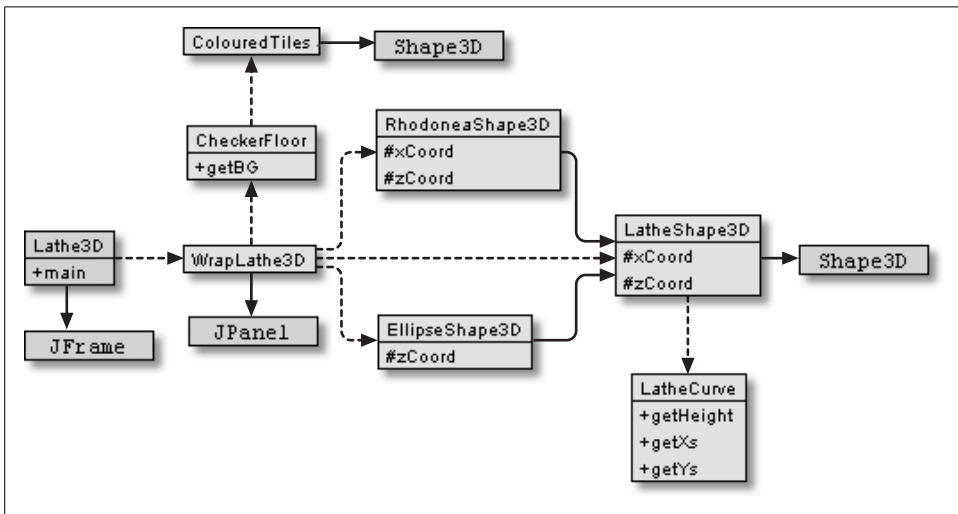 ColouredTiles
Shape3D
CheckerFloor
+getBG
RhodoneaShape3D
#xCoord
#zCoord
Lathe3D
+main
WrapLathe3D
LatheShape3D
#xCoord
#zCoord
Shape3D
JFrame
JPanel
EllipseShape3D
#zCoord
LatheCurve
+getHeight
+getXs
+getYs